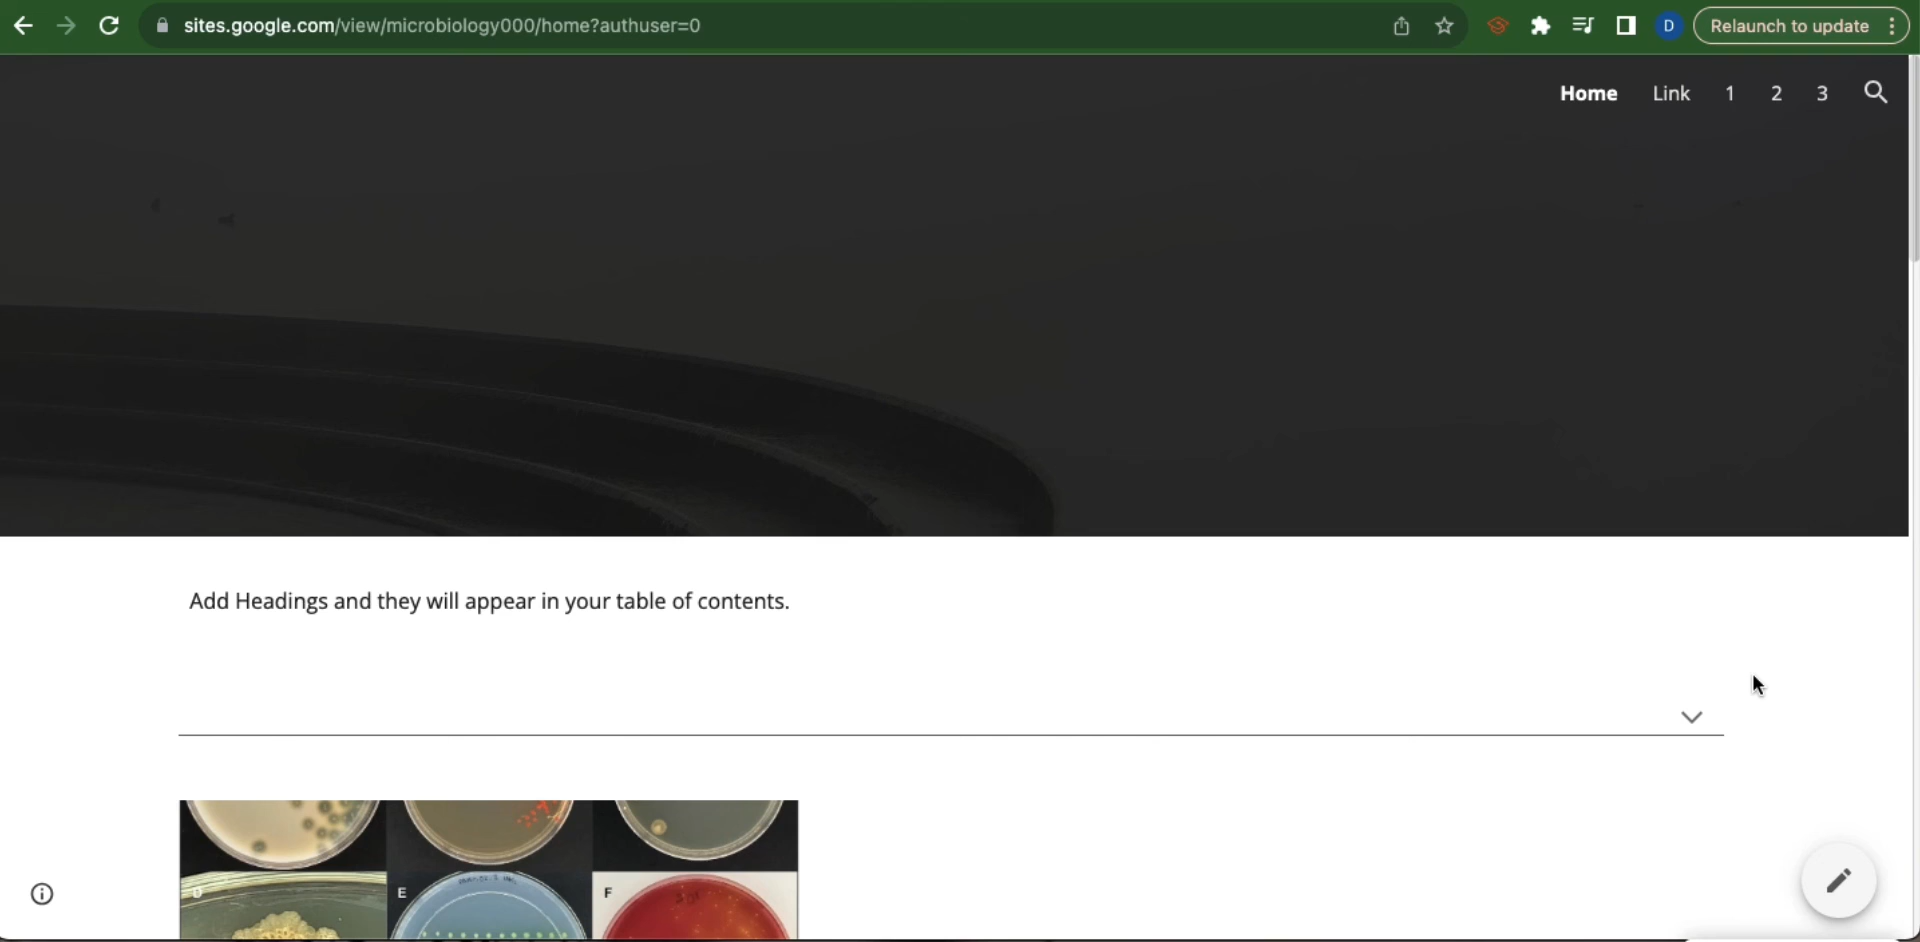 sites.google.com/view/microbiology000/home?authuser=0
D
Relaunch to update
Home Link 1 2 3
Add Headings and they will appear in your table of contents.
D E F